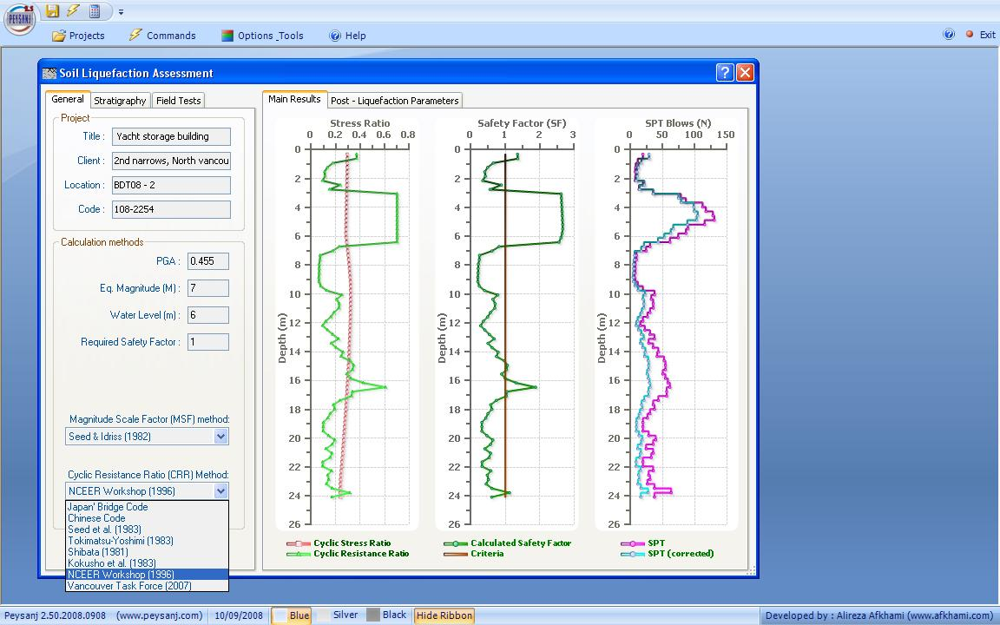 PEYSANJ 2.5
Projects Commands Options _Tools Help Exit
Soil Liquefaction Assessment
General Stratigraphy Field Tests
Project
Title : Yacht storage building
Client : 2nd narrows, North vancou
Location : BDT08 - 2
Code : 108-2254
Calculation methods
PGA : 0.455
Eq. Magnitude (M) : 7
Water Level (m) : 6
Required Safety Factor : 1
Magnitude Scale Factor (MSF) method:
Seed & Idriss (1982)
Cyclic Resistance Ratio (CRR) Method:
NCEER Workshop (1996)
Japan' Bridge Code
Chinese Code
Seed et al. (1983)
Tokimatsu-Yoshimi (1983)
Shibata (1981)
Kokusho et al. (1983)
NCEER Workshop (1996)
Vancouver Task Force (2007)
Main Results Post - Liquefaction Parameters
Stress Ratio
0 0.2 0.4 0.6 0.8
0
2
4
6
8
10
12
14
16
18
20
22
24
26
Depth (m)
Cyclic Stress Ratio
Cyclic Resistance Ratio
Safety Factor (SF)
0 1 2 3
0
2
4
6
8
10
12
14
16
18
20
22
24
26
Depth (m)
Calculated Safety Factor
Criteria
SPT Blows (N)
0 50 100 150
0
2
4
6
8
10
12
14
16
18
20
22
24
26
Depth (m)
SPT
SPT (corrected)
Peysanj 2.50.2008.0908 (www.peysanj.com) 10/09/2008 Blue Silver Black Hide Ribbon Developed by : Alireza Afkhami (www.afkhami.com)